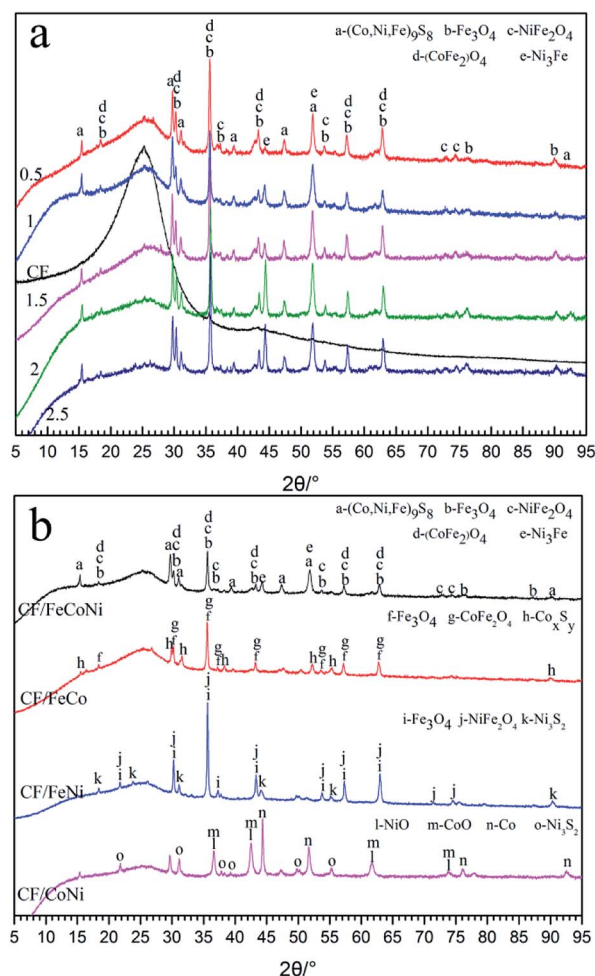 a
a-(Co,Ni,Fe)9S8 b-Fe3O4 c-NiFe2O4
d-(CoFe2)O4 e-Ni3Fe
d
c
b
a
d
c
b
a
d
c
b
a
c
b
a
d
c
b
e
a
e
a
c
b
d
c
b
d
c
b
c c b
b
a
0.5
1
CF
1.5
2
2.5
5 10 15 20 25 30 35 40 45 50 55 60 65 70 75 80 85 90 95
2θ/°
b
a-(Co,Ni,Fe)9S8 b-Fe3O4 c-NiFe2O4
d-(CoFe2)O4 e-Ni3Fe
a
d
c
b
a
d
c
b
a
d
c
b
c
b
a
d
c
b
e
a
e
a
c
b
d
c
b
d
c
b
c c b
c
a
CF/FeCoNi
f-Fe3O4 g-CoFe2O4 h-CoxSy
h
f
h
g
f
h
g
f
g
f
h
g
f
h
g
f
h
g
f
g
f
h
CF/FeCo
i-Fe3O4 j-NiFe2O4 k-Ni3S2
k
j
i
k
j
i
k
j
i
j
i
j
i
k
j
i
k
j
i
j
i
j
j
i
k
CF/FeNi
l-NiO m-CoO n-Co o-Ni3S2
o
o
m
l
o
o
m
l
n
o
n
o
m
l
m
l
n
n
CF/CoNi
5 10 15 20 25 30 35 40 45 50 55 60 65 70 75 80 85 90 95
2θ/°